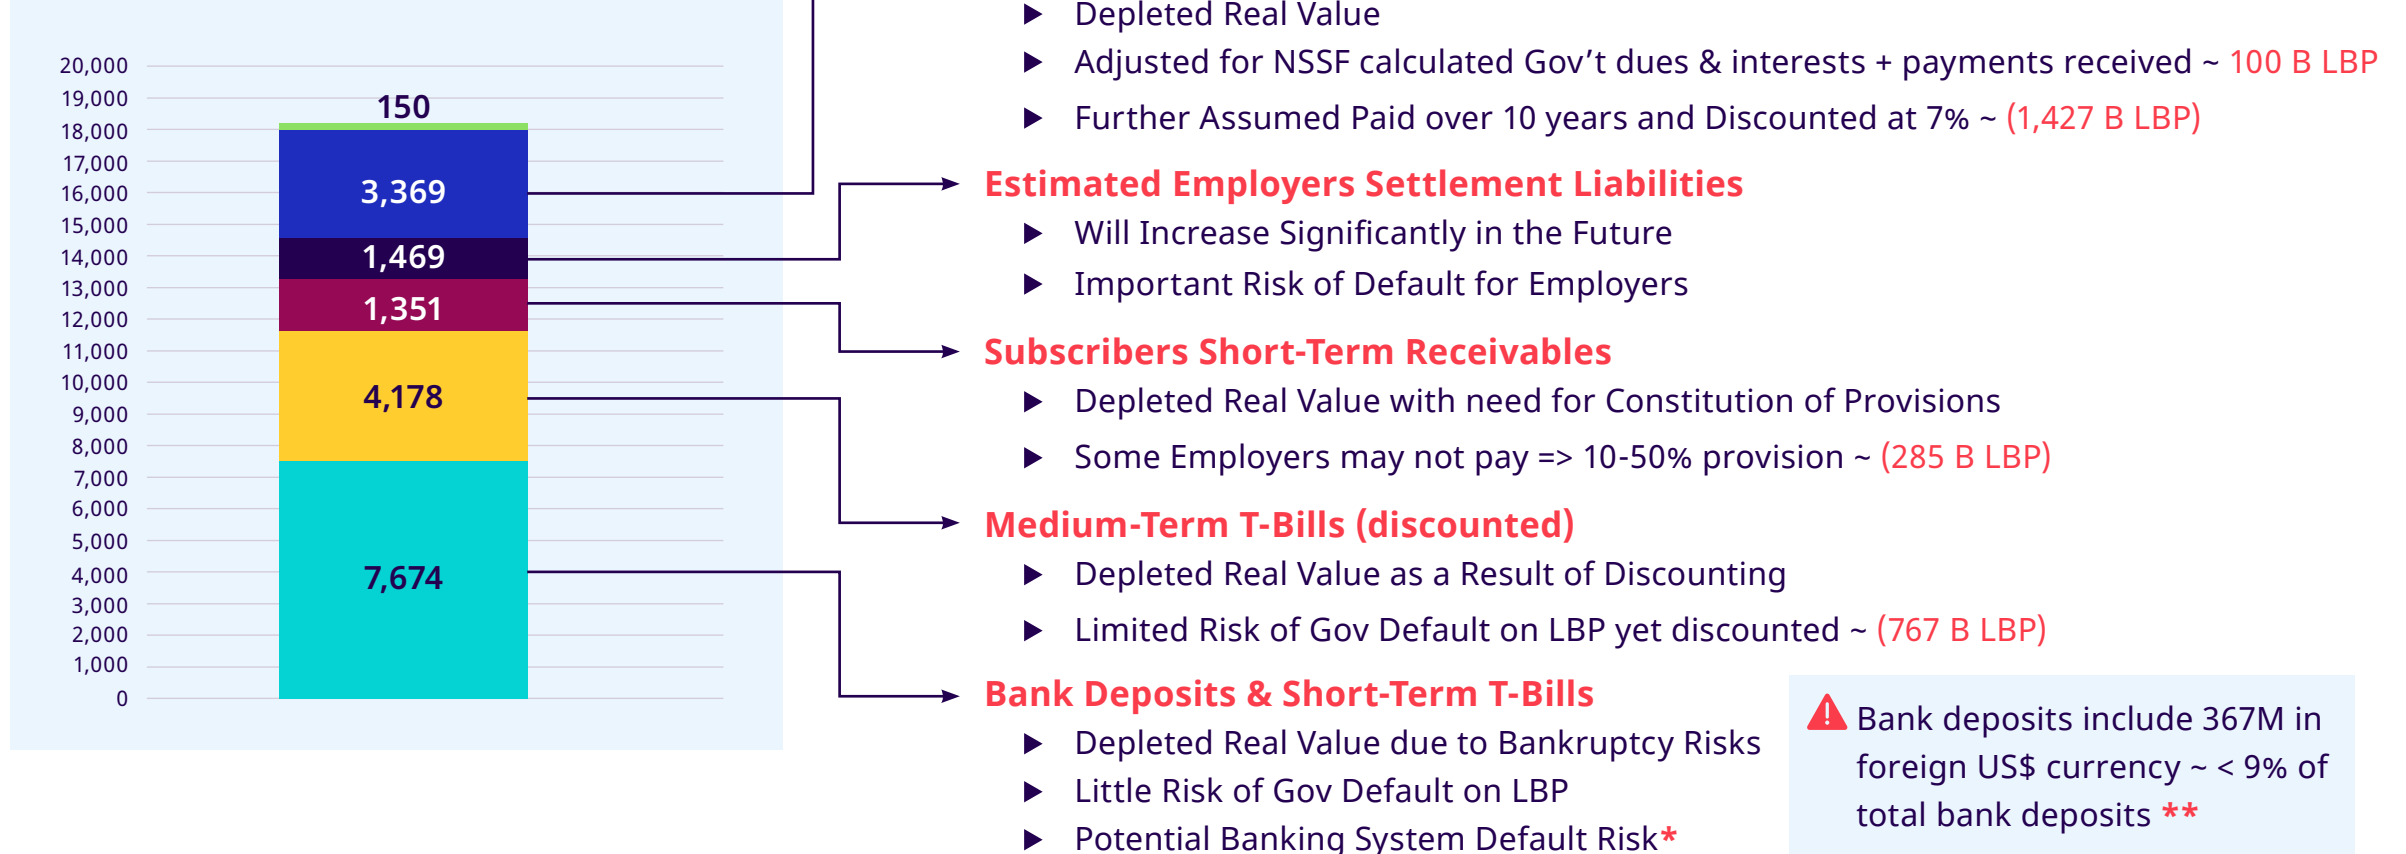 20,000
19,000
18,000
17,000
16,000
15,000
14,000
13,000
12,000
11,000
10,000
9,000
8,000
7,000
6,000
5,000
4,000
3,000
2,000
1,000
0
150
3,369
1,469
1,351
4,178
7,674
Depleted Real Value
Adjusted for NSSF calculated Gov’t dues & interests + payments received ~ 100 B LBP
Further Assumed Paid over 10 years and Discounted at 7% ~ (1,427 B LBP)
Estimated Employers Settlement Liabilities
Will Increase Significantly in the Future
Important Risk of Default for Employers
Subscribers Short-Term Receivables
Depleted Real Value with need for Constitution of Provisions
Some Employers may not pay => 10-50% provision ~ (285 B LBP)
Medium-Term T-Bills (discounted)
Depleted Real Value as a Result of Discounting
Limited Risk of Gov Default on LBP yet discounted ~ (767 B LBP)
Bank Deposits & Short-Term T-Bills
Depleted Real Value due to Bankruptcy Risks
Little Risk of Gov Default on LBP
Potential Banking System Default Risk*
Bank deposits include 367M in
foreign US$ currency ~ < 9% of
total bank deposits **